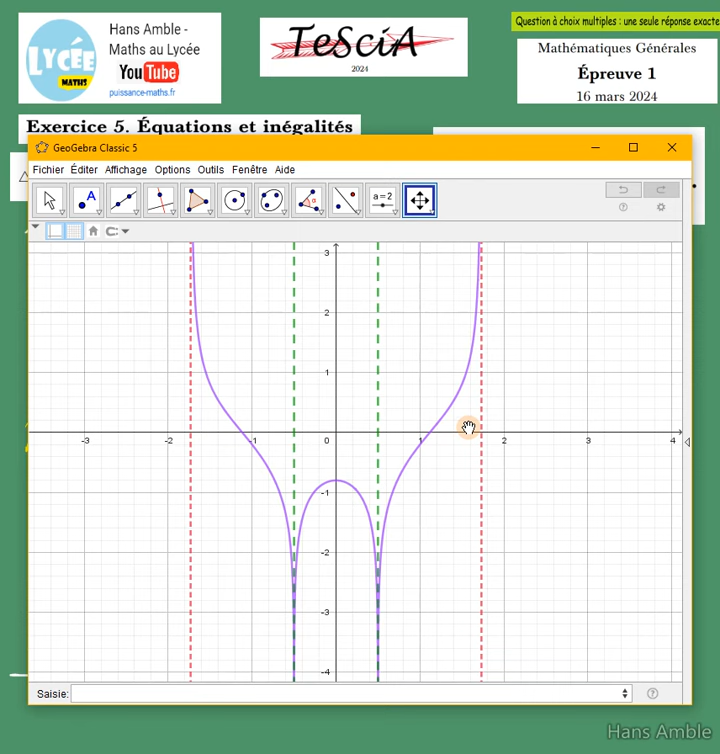 Hans Amble -
Maths au Lycée
YouTube
puissance-maths.fr
LYCÉE
MATHS
TeSciA
2024
Question à choix multiples : une seule réponse exacte
Mathématiques Générales
Épreuve 1
16 mars 2024
Exercice 5. Équations et inégalités
GeoGebra Classic 5
Fichier Éditer Affichage Options Outils Fenêtre Aide
A
α
a=2
3
2
1
-3 -2 -1 0 1 2 3 4
-1
-2
-3
-4
Saisie:
Hans Amble